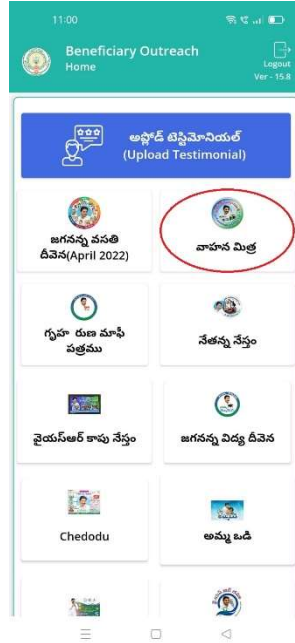 11:00
Beneficiary Outreach
Home
Logout
Ver - 15.8
అప్లోడ్ టెస్టిమోనియల్
(Upload Testimonial)
జగనన్న వసతి
దీవెన(April 2022)
వాహన మిత్ర
గృహ రుణ మాఫీ
పత్రము
నేతన్న నేస్తం
వైయస్ఆర్ కాపు నేస్తం
జగనన్న విద్య దీవెన
Chedodu
అమ్మ ఒడి